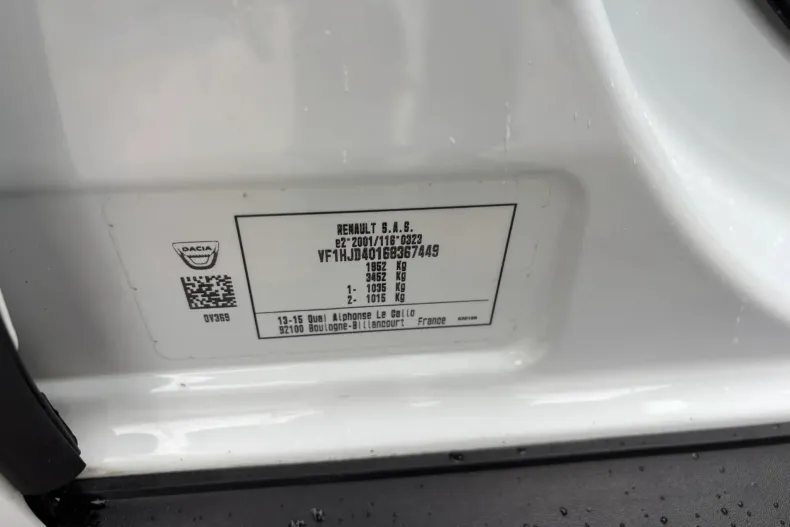 DACIA
0V369
RENAULT S.A.S.
e2*2001/116*0323
VF1HJD40168367449
1952 Kg
3452 Kg
1- 1035 Kg
2- 1015 Kg
13-15 Quai Alphonse Le Gallo
92100 Boulogne-Billancourt France